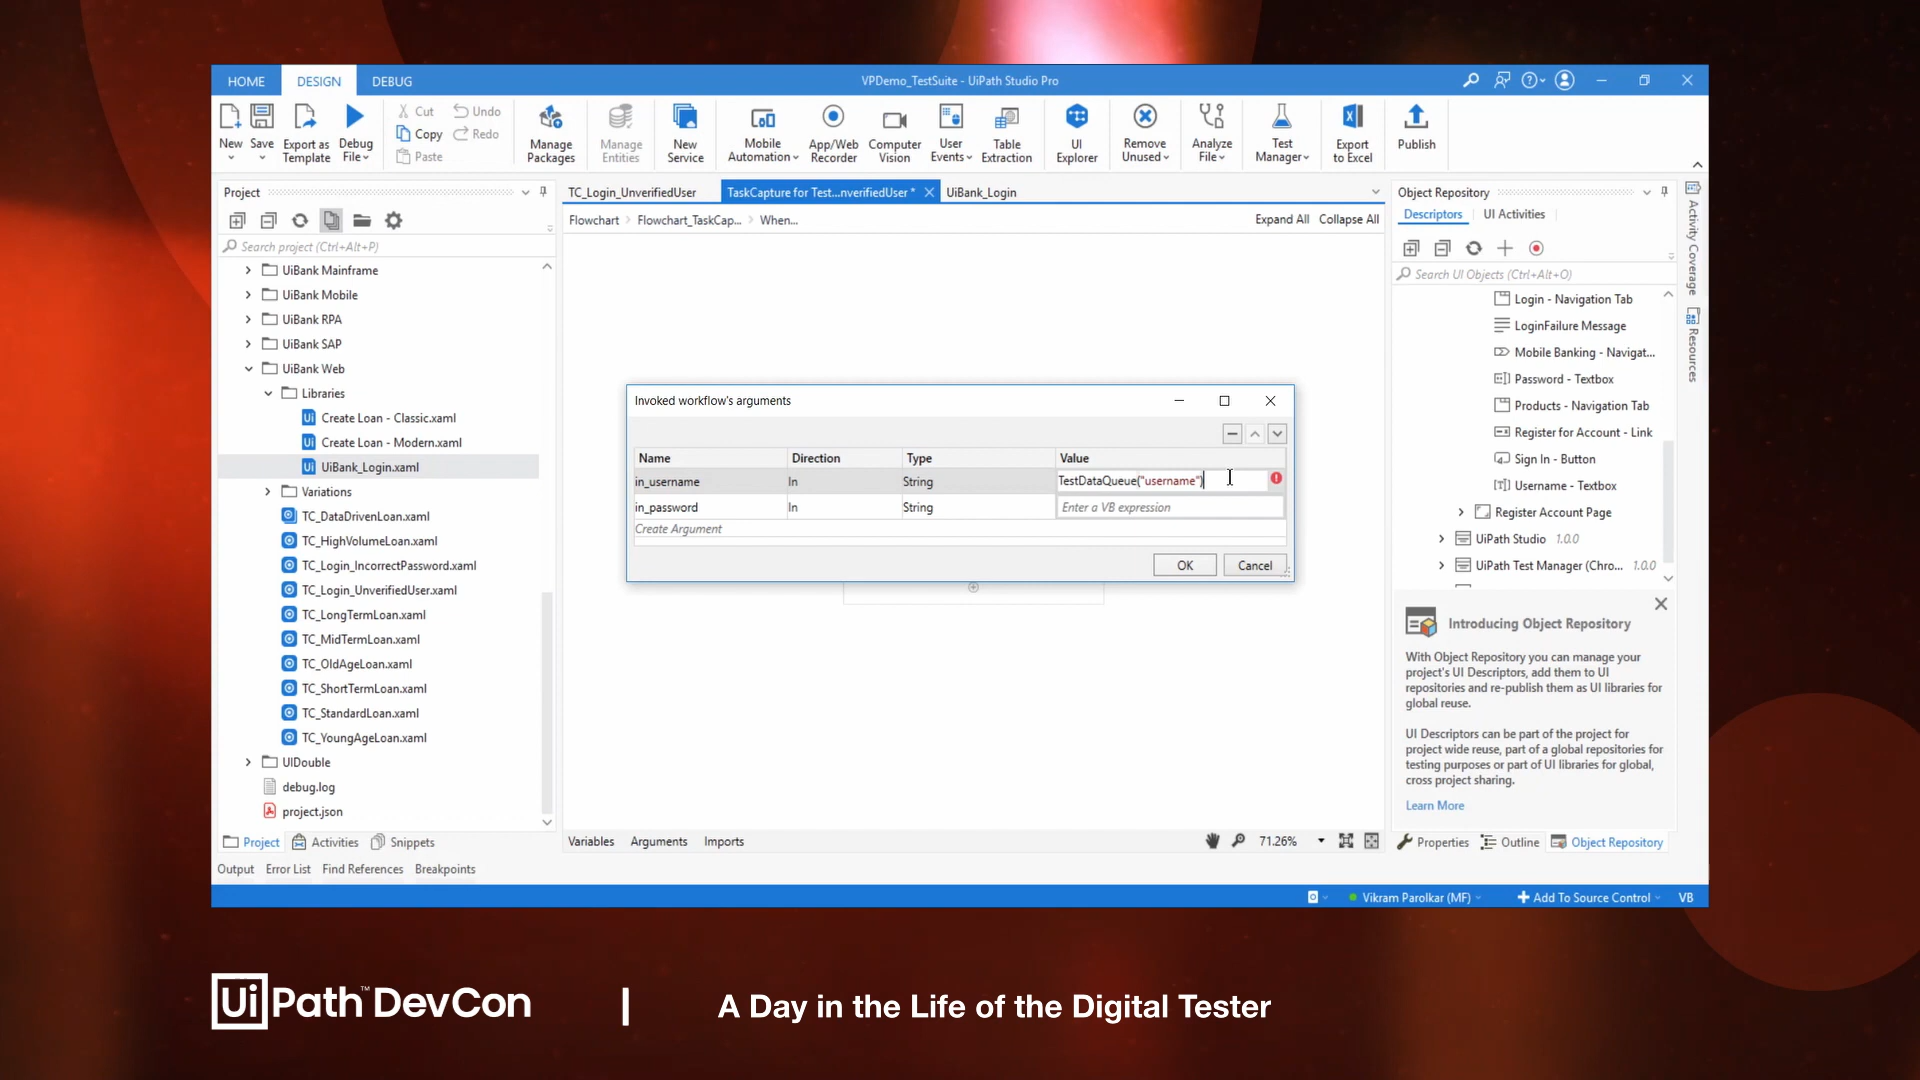 HOME DESIGN DEBUG
VPDemo_TestSuite - UiPath Studio Pro
New
Save
Export as
Template
Debug
File
Cut
Copy
Paste
Undo
Redo
Manage
Packages
Manage
Entities
New
Service
Mobile
Automation
App/Web
Recorder
Computer
Vision
User
Events
Table
Extraction
UI
Explorer
Remove
Unused
Analyze
File
Test
Manager
Export
to Excel
Publish
Project
Search project (Ctrl+Alt+P)
UiBank Mainframe
UiBank Mobile
UiBank RPA
UiBank SAP
UiBank Web
Libraries
Create Loan - Classic.xaml
Create Loan - Modern.xaml
UiBank_Login.xaml
Variations
TC_DataDrivenLoan.xaml
TC_HighVolumeLoan.xaml
TC_Login_IncorrectPassword.xaml
TC_Login_UnverifiedUser.xaml
TC_LongTermLoan.xaml
TC_MidTermLoan.xaml
TC_OldAgeLoan.xaml
TC_ShortTermLoan.xaml
TC_StandardLoan.xaml
TC_YoungAgeLoan.xaml
UIDouble
debug.log
project.json
Project Activities Snippets
TC_Login_UnverifiedUser TaskCapture for Test...nverifiedUser * UiBank_Login
Flowchart Flowchart_TaskCap... When... Expand All Collapse All
Invoked workflow's arguments
Name Direction Type Value
in_username In String TestDataQueue("username")
in_password In String Enter a VB expression
Create Argument
OK Cancel
Variables Arguments Imports 71.26%
Object Repository
Descriptors UI Activities
Search UI Objects (Ctrl+Alt+O)
Login - Navigation Tab
LoginFailure Message
Mobile Banking - Navigat...
Password - Textbox
Products - Navigation Tab
Register for Account - Link
Sign In - Button
Username - Textbox
Register Account Page
UiPath Studio 1.0.0
UiPath Test Manager (Chro... 1.0.0
Introducing Object Repository
With Object Repository you can manage your
project's UI Descriptors, add them to UI
repositories and re-publish them as UI libraries for
global reuse.
UI Descriptors can be part of the project for
project wide reuse, part of a global repositories for
testing purposes or part of UI libraries for global,
cross project sharing.
Learn More
Properties Outline Object Repository
Activity Coverage
Resources
Output Error List Find References Breakpoints
Vikram Parolkar (MF) Add To Source Control VB
UiPath™ DevCon | A Day in the Life of the Digital Tester